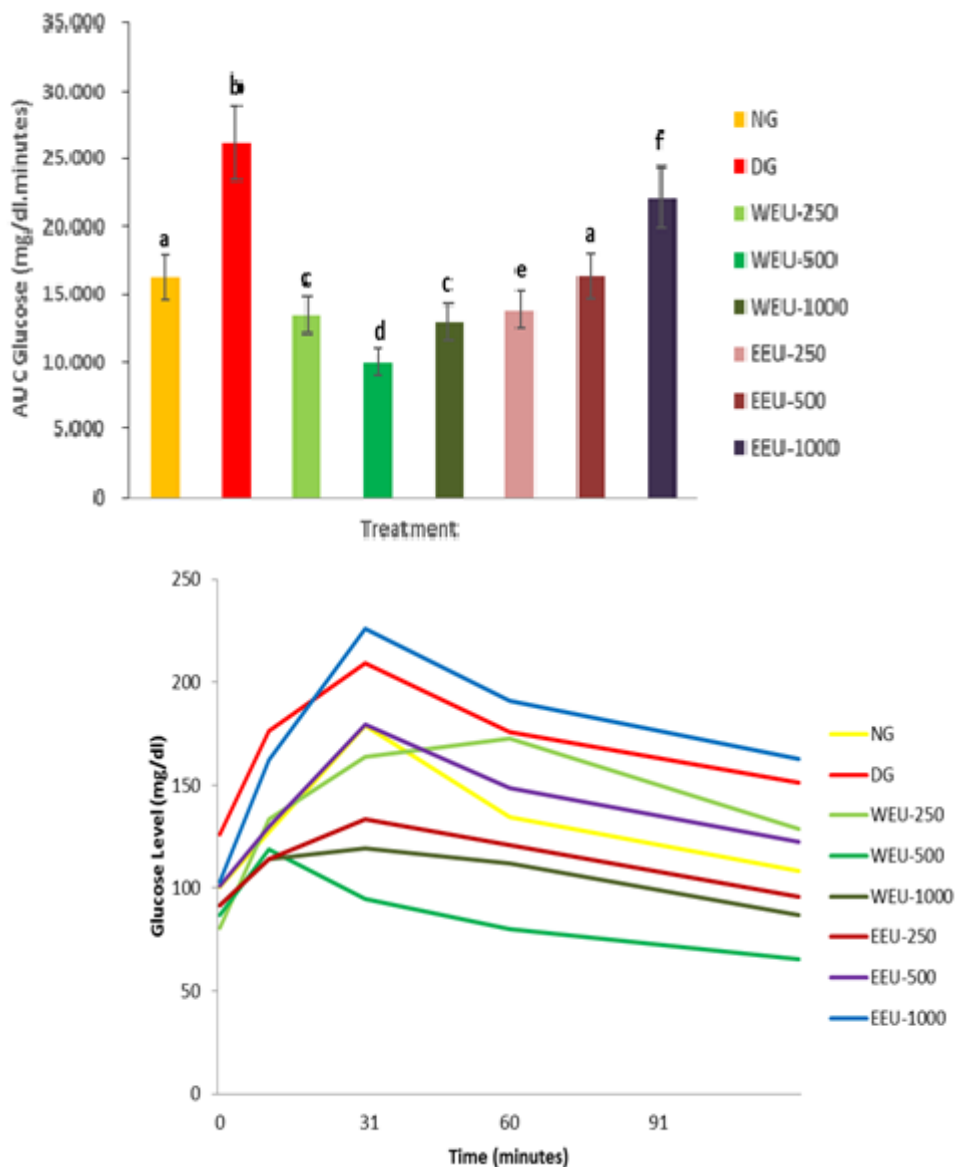 35.000
30.000
25.000
20.000
15.000
10.000
5.000
0
AUC Glucose (mg/dl.minutes)
a
b
c
d
c
e
a
f
Treatment
NG
DG
WEU-250
WEU-500
WEU-1000
EEU-250
EEU-500
EEU-1000
250
200
150
100
50
0
Glucose Level (mg/dl)
0 31 60 91
Time (minutes)
NG
DG
WEU-250
WEU-500
WEU-1000
EEU-250
EEU-500
EEU-1000